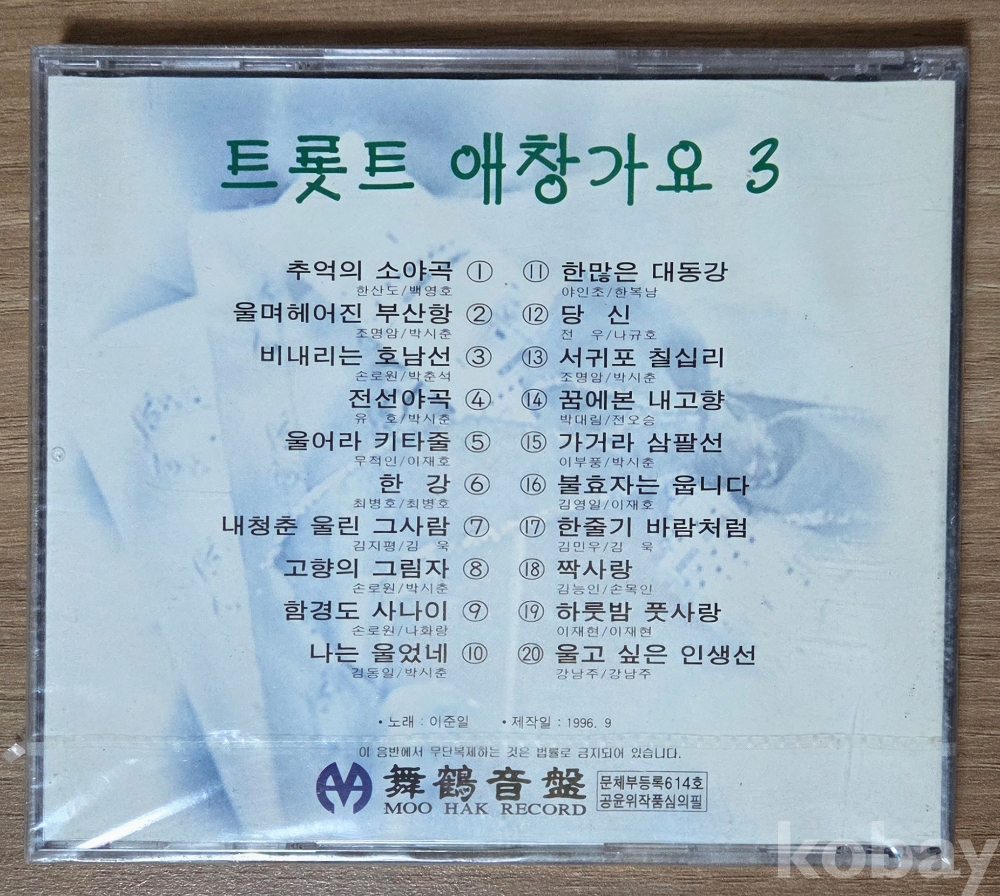 트롯트 애창가요 3
추억의 소야곡 ①
한산도/백영호
울며헤어진 부산항 ②
조명암/박시춘
비내리는 호남선 ③
손로원/박춘석
전선야곡 ④
유 호/박시춘
울어라 키타줄 ⑤
무적인/이재호
한 강 ⑥
최병호/최병호
내청춘 울린 그사람 ⑦
김지평/김 욱
고향의 그림자 ⑧
손로원/박시춘
함경도 사나이 ⑨
손로원/나화랑
나는 울었네 ⑩
김동일/박시춘
⑪ 한많은 대동강
야인초/한복남
⑫ 당 신
전 우/나규호
⑬ 서귀포 칠십리
조명암/박시춘
⑭ 꿈에본 내고향
박대림/전오승
⑮ 가거라 삼팔선
이부풍/박시춘
⑯ 불효자는 웁니다
김영일/이재호
⑰ 한줄기 바람처럼
김민우/김 욱
⑱ 짝사랑
김능인/손목인
⑲ 하룻밤 풋사랑
이재현/이재현
⑳ 울고 싶은 인생선
강남주/강남주
• 노래 : 이준일 • 제작일 : 1996. 9
이 음반에서 무단복제하는 것은 법률로 금지되어 있습니다.
舞鶴音盤
MOO HAK RECORD
문체부등록614호
공윤위작품심의필
kobay